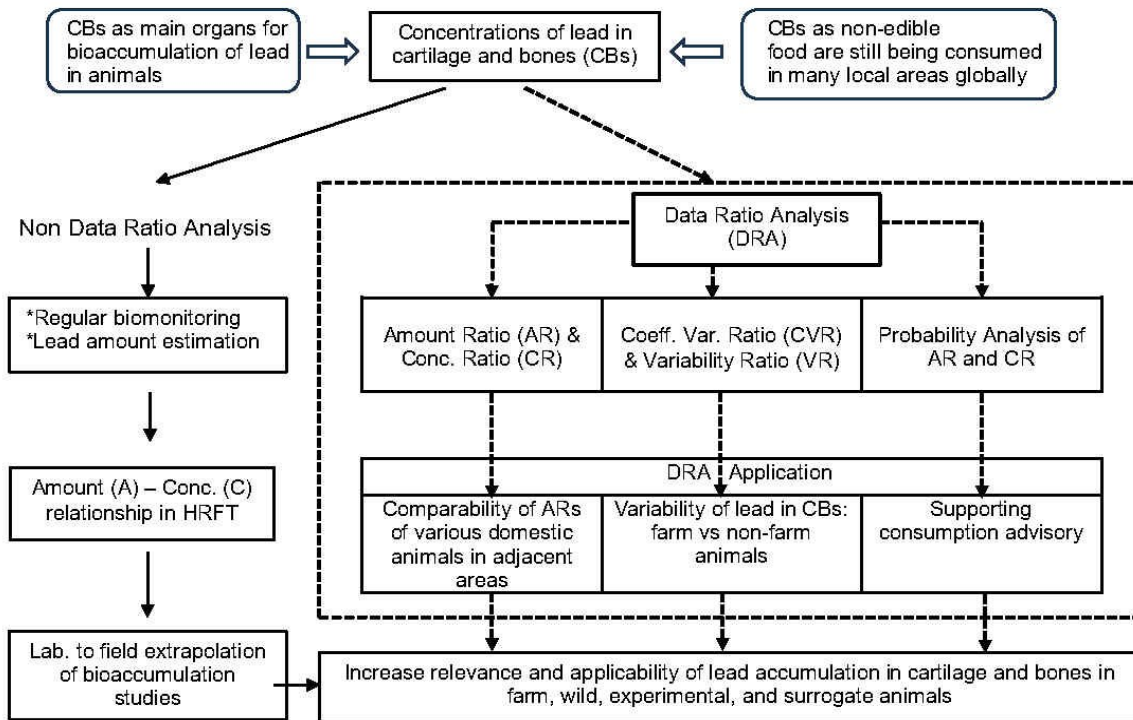 CBs as main organs for
bioaccumulation of lead
in animals
Concentrations of lead in
cartilage and bones (CBs)
CBs as non-edible
food are still being consumed
in many local areas globally
Non Data Ratio Analysis
*Regular biomonitoring
*Lead amount estimation
Amount (A) – Conc. (C)
relationship in HRFT
Lab. to field extrapolation
of bioaccumulation
studies
Data Ratio Analysis
(DRA)
Amount Ratio (AR) &
Conc. Ratio (CR)
Coeff. Var. Ratio (CVR)
& Variability Ratio (VR)
Probability Analysis of
AR and CR
DRA Application
Comparability of ARs
of various domestic
animals in adjacent
areas
Variability of lead in CBs:
farm vs non-farm
animals
Supporting
consumption advisory
Increase relevance and applicability of lead accumulation in cartilage and bones in
farm, wild, experimental, and surrogate animals